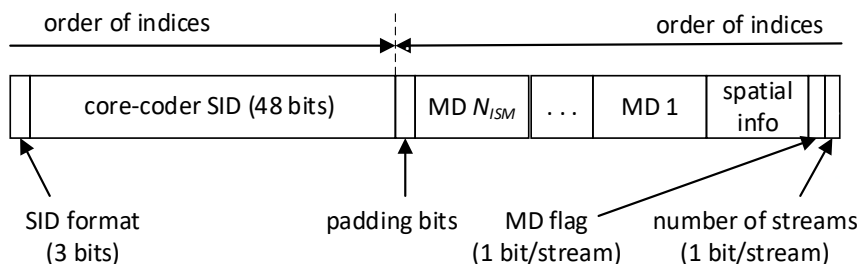 order of indices
order of indices
core-coder SID (48 bits)
MD N_ISM
. . .
MD 1
spatial
info
SID format
(3 bits)
padding bits
MD flag
(1 bit/stream)
number of streams
(1 bit/stream)